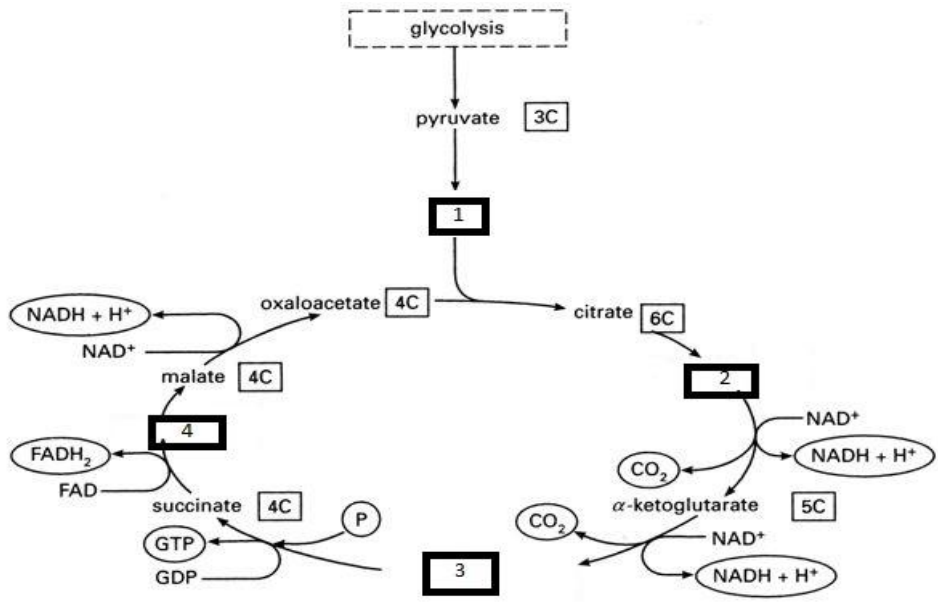 glycolysis
pyruvate 3C
1
oxaloacetate 4C
citrate 6C
NADH + H⁺
NAD⁺
malate 4C
2
NAD⁺
NADH + H⁺
CO₂
4
FADH₂
FAD
succinate 4C
α-ketoglutarate 5C
P
CO₂
NAD⁺
NADH + H⁺
GTP
GDP
3